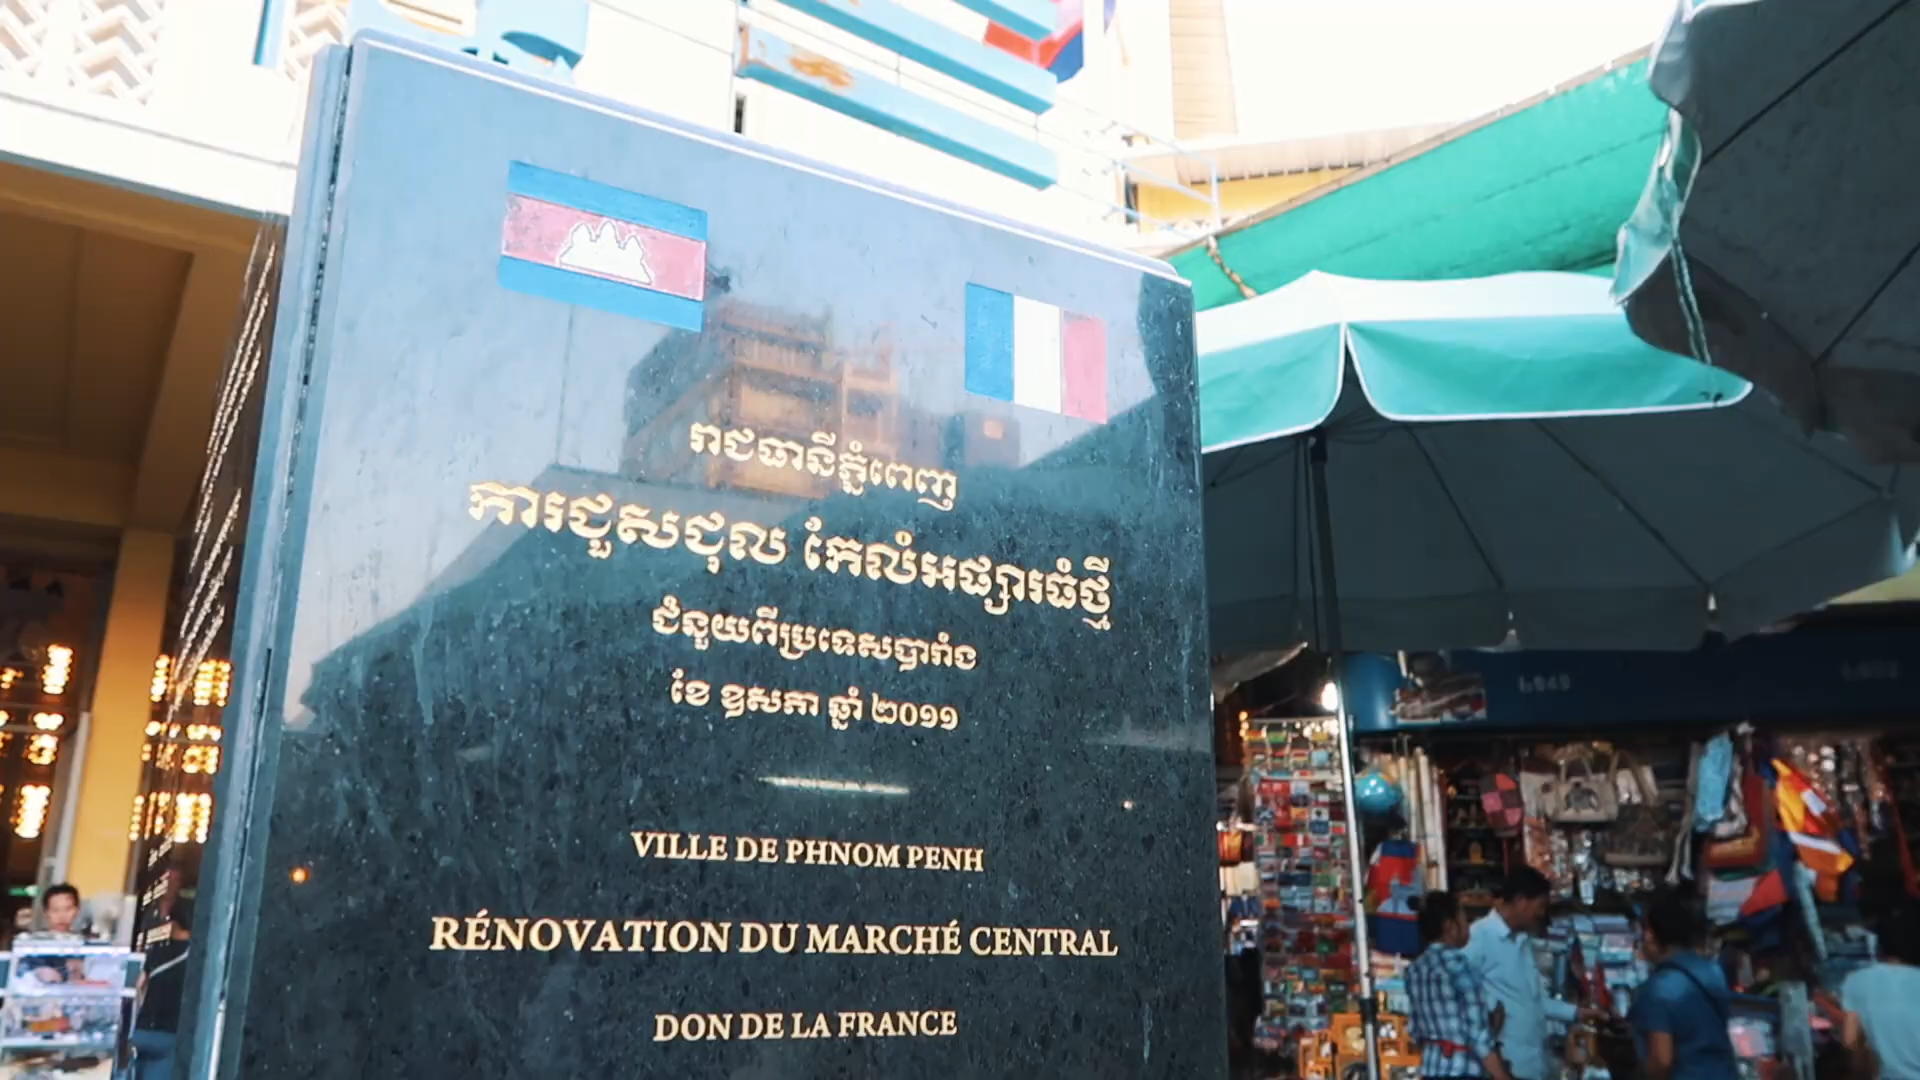 រាជធានីភ្នំពេញ
ការជួសជុល កែលំអផ្សារធំថ្មី
ជំនួយពីប្រទេសបារាំង
ខែ ឧសភា ឆ្នាំ ២០១១
VILLE DE PHNOM PENH
RÉNOVATION DU MARCHÉ CENTRAL
DON DE LA FRANCE